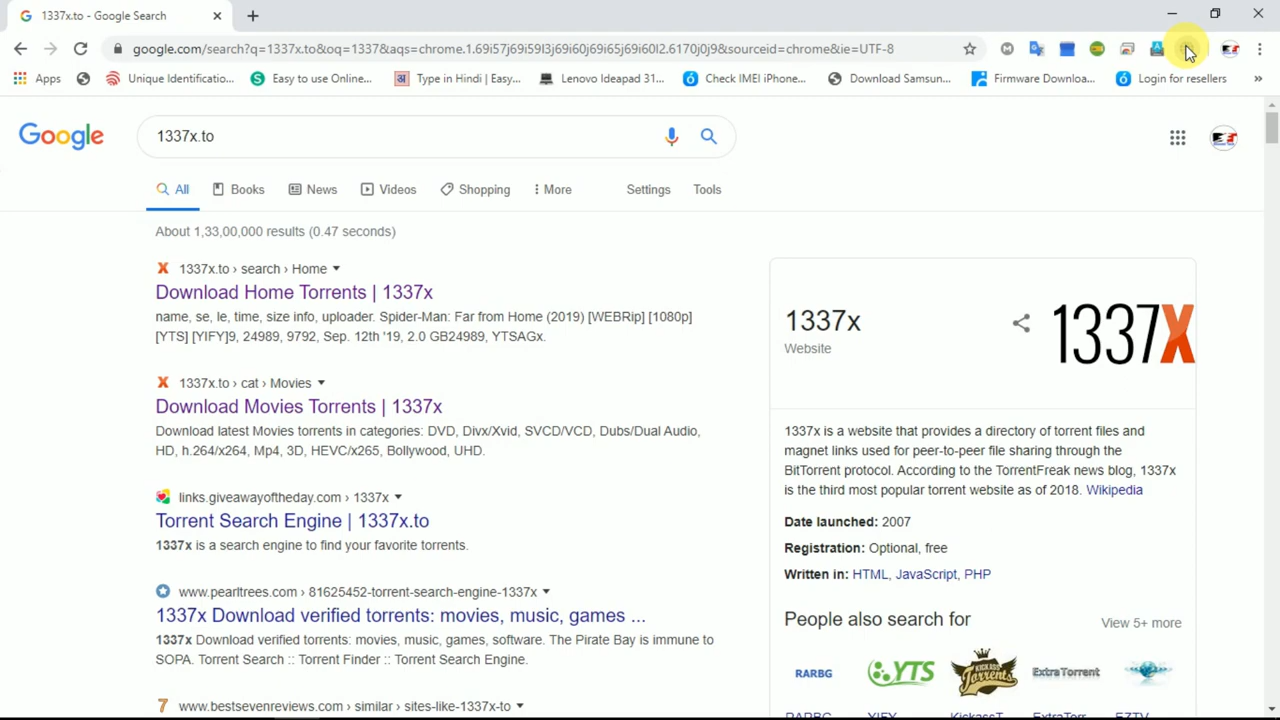 1337x.to - Google Search
google.com/search?q=1337x.to&oq=1337&aqs=chrome.1.69i57j69i59l3j69i60j69i65j69i60l2.6170j0j9&sourceid=chrome&ie=UTF-8
Apps Unique Identificatio... Easy to use Online... Type in Hindi | Easy... Lenovo Ideapad 31... Check IMEI iPhone... Download Samsun... Firmware Downloa... Login for resellers »
Google 1337x.to
All Books News Videos Shopping More Settings Tools
About 1,33,00,000 results (0.47 seconds)
1337x.to › search › Home
Download Home Torrents | 1337x
name, se, le, time, size info, uploader. Spider-Man: Far from Home (2019) [WEBRip] [1080p]
[YTS] [YIFY]9, 24989, 9792, Sep. 12th '19, 2.0 GB24989, YTSAGx.
1337x.to › cat › Movies
Download Movies Torrents | 1337x
Download latest Movies torrents in categories: DVD, Divx/Xvid, SVCD/VCD, Dubs/Dual Audio,
HD, h.264/x264, Mp4, 3D, HEVC/x265, Bollywood, UHD.
links.giveawayoftheday.com › 1337x
Torrent Search Engine | 1337x.to
1337x is a search engine to find your favorite torrents.
www.pearltrees.com › 81625452-torrent-search-engine-1337x
1337x Download verified torrents: movies, music, games ...
1337x Download verified torrents: movies, music, games, software. The Pirate Bay is immune to
SOPA. Torrent Search :: Torrent Finder :: Torrent Search Engine.
www.bestsevenreviews.com › similar › sites-like-1337x-to
1337x
Website
1337X
1337x is a website that provides a directory of torrent files and
magnet links used for peer-to-peer file sharing through the
BitTorrent protocol. According to the TorrentFreak news blog, 1337x
is the third most popular torrent website as of 2018. Wikipedia
Date launched: 2007
Registration: Optional, free
Written in: HTML, JavaScript, PHP
People also search for View 5+ more
RARBG YTS KICKASS TORRENTS ExtraTorrent
RARBG YIFY KickassT... ExtraTorr... EZTV